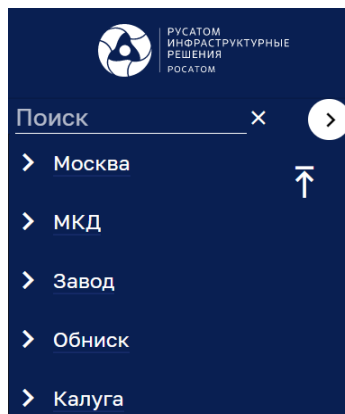 РУСАТОМ
ИНФРАСТРУКТУРНЫЕ
РЕШЕНИЯ
РОСАТОМ
Поиск
Москва
МКД
Завод
Обниск
Калуга